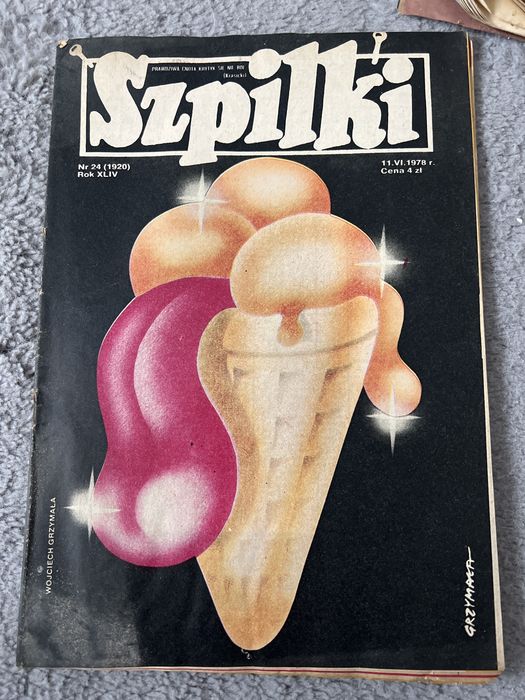 PRAWDZIWA CNOTA KRYTYK SIĘ NIE BOI
(Krasicki)
Szpilki
Nr 24 (1920)
Rok XLIV
11.VI.1978 r.
Cena 4 zł
WOJCIECH GRZYMAŁA
GRZYMAŁA